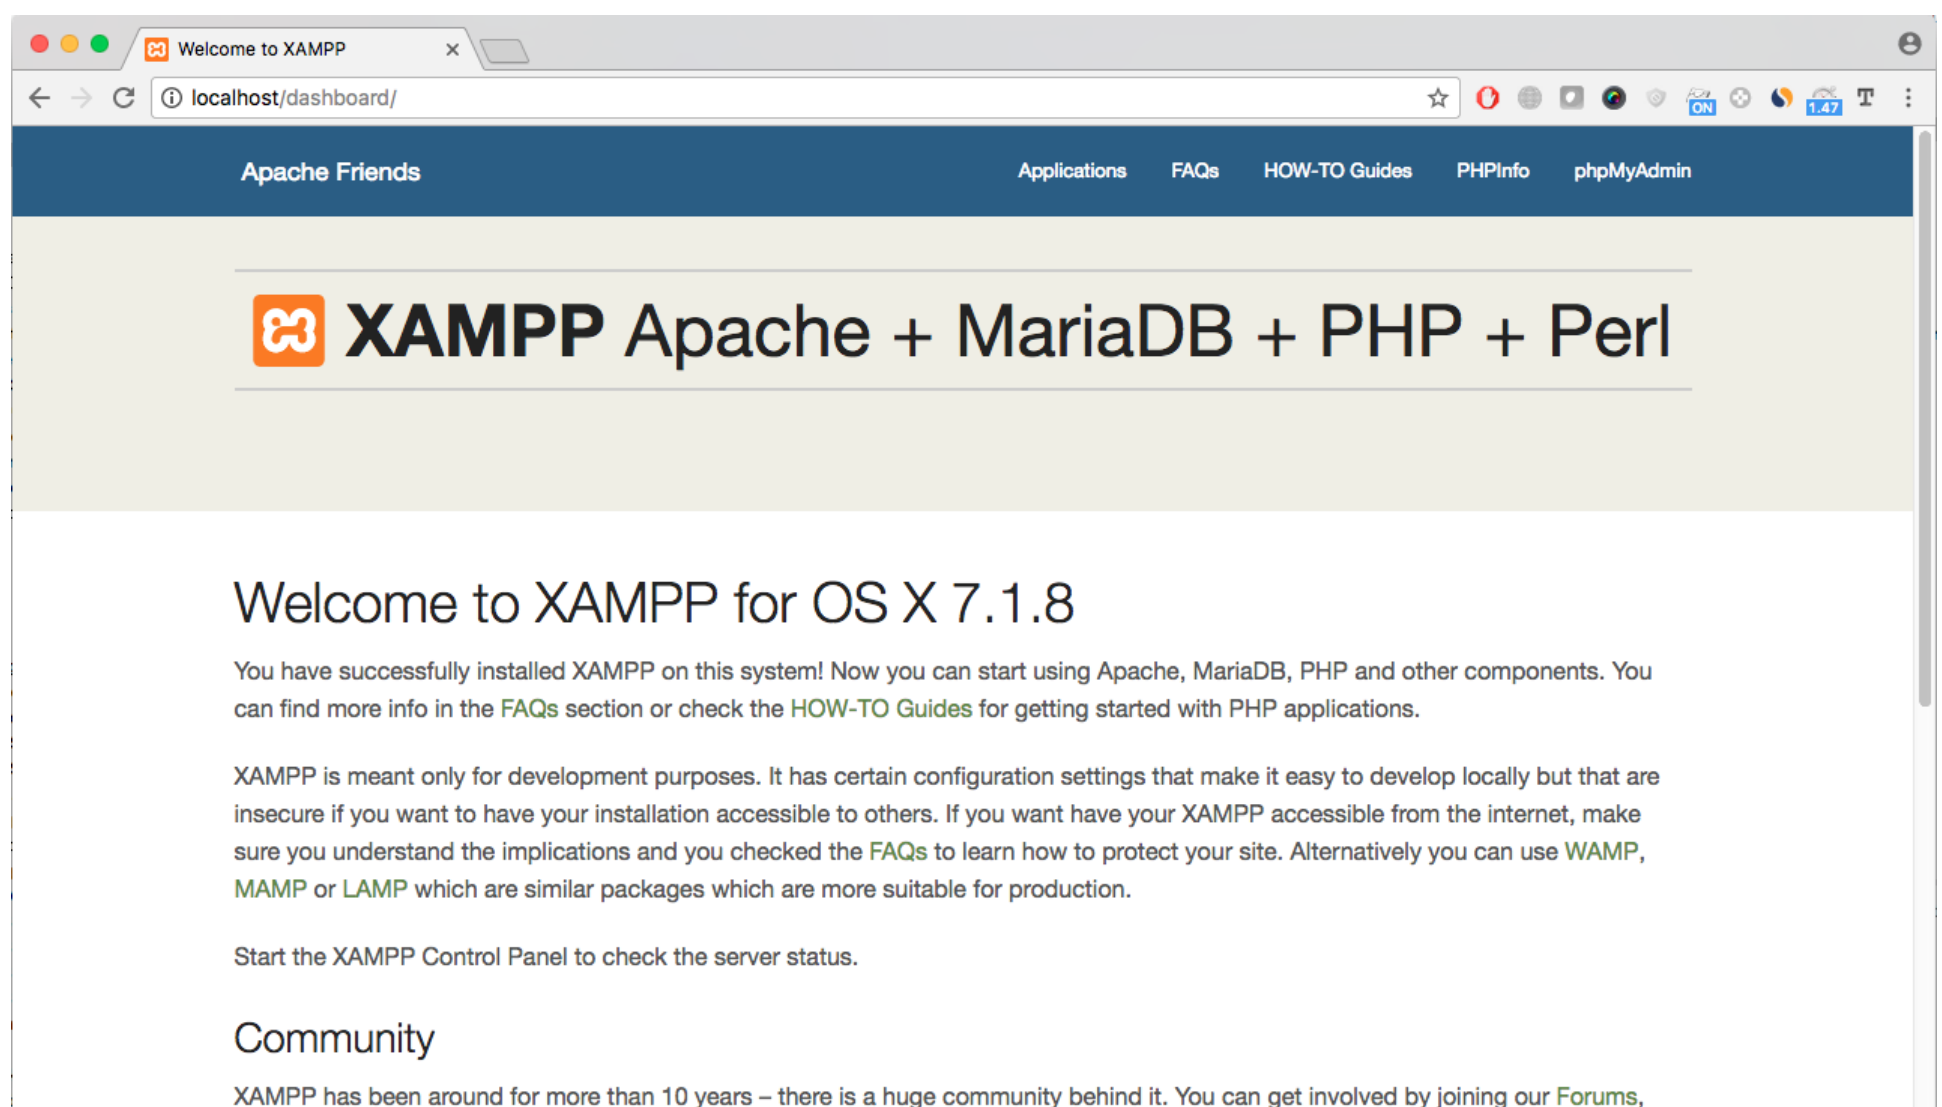 Welcome to XAMPP
localhost/dashboard/
ON
1.47
T
Apache Friends
Applications
FAQs
HOW-TO Guides
PHPInfo
phpMyAdmin
XAMPP Apache + MariaDB + PHP + Perl
Welcome to XAMPP for OS X 7.1.8
You have successfully installed XAMPP on this system! Now you can start using Apache, MariaDB, PHP and other components. You
can find more info in the FAQs section or check the HOW-TO Guides for getting started with PHP applications.
XAMPP is meant only for development purposes. It has certain configuration settings that make it easy to develop locally but that are
insecure if you want to have your installation accessible to others. If you want have your XAMPP accessible from the internet, make
sure you understand the implications and you checked the FAQs to learn how to protect your site. Alternatively you can use WAMP,
MAMP or LAMP which are similar packages which are more suitable for production.
Start the XAMPP Control Panel to check the server status.
Community
XAMPP has been around for more than 10 years – there is a huge community behind it. You can get involved by joining our Forums,